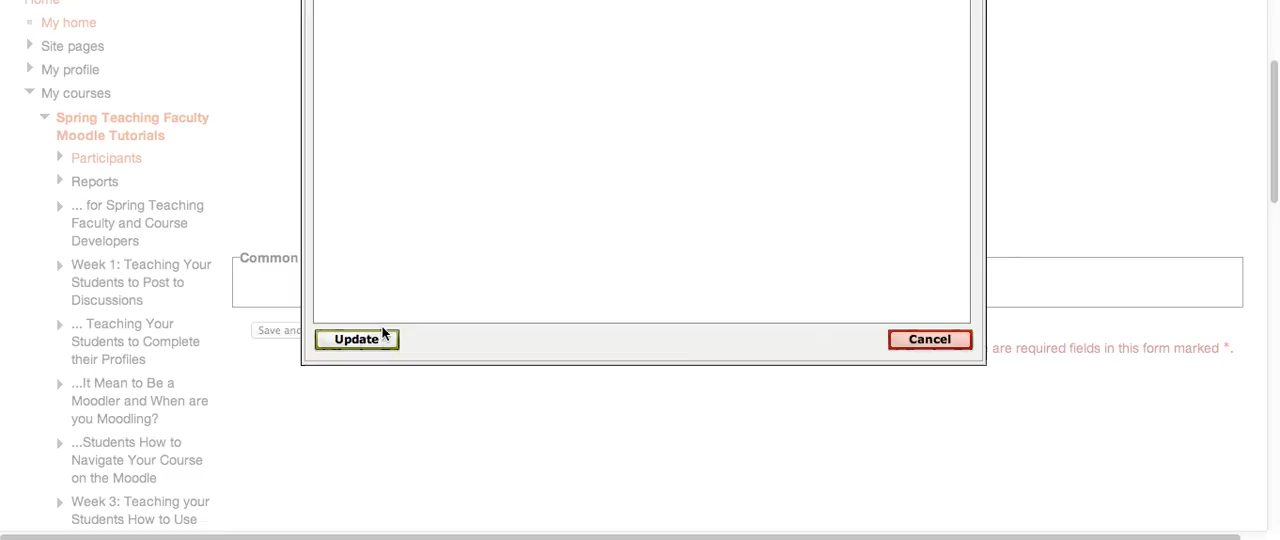 Home
My home
Site pages
My profile
My courses
Spring Teaching Faculty
Moodle Tutorials
Participants
Reports
... for Spring Teaching
Faculty and Course
Developers
Week 1: Teaching Your
Students to Post to
Discussions
... Teaching Your
Students to Complete
their Profiles
...It Mean to Be a
Moodler and When are
you Moodling?
...Students How to
Navigate Your Course
on the Moodle
Week 3: Teaching your
Students How to Use
Common
Save and
Update
Cancel
are required fields in this form marked *.